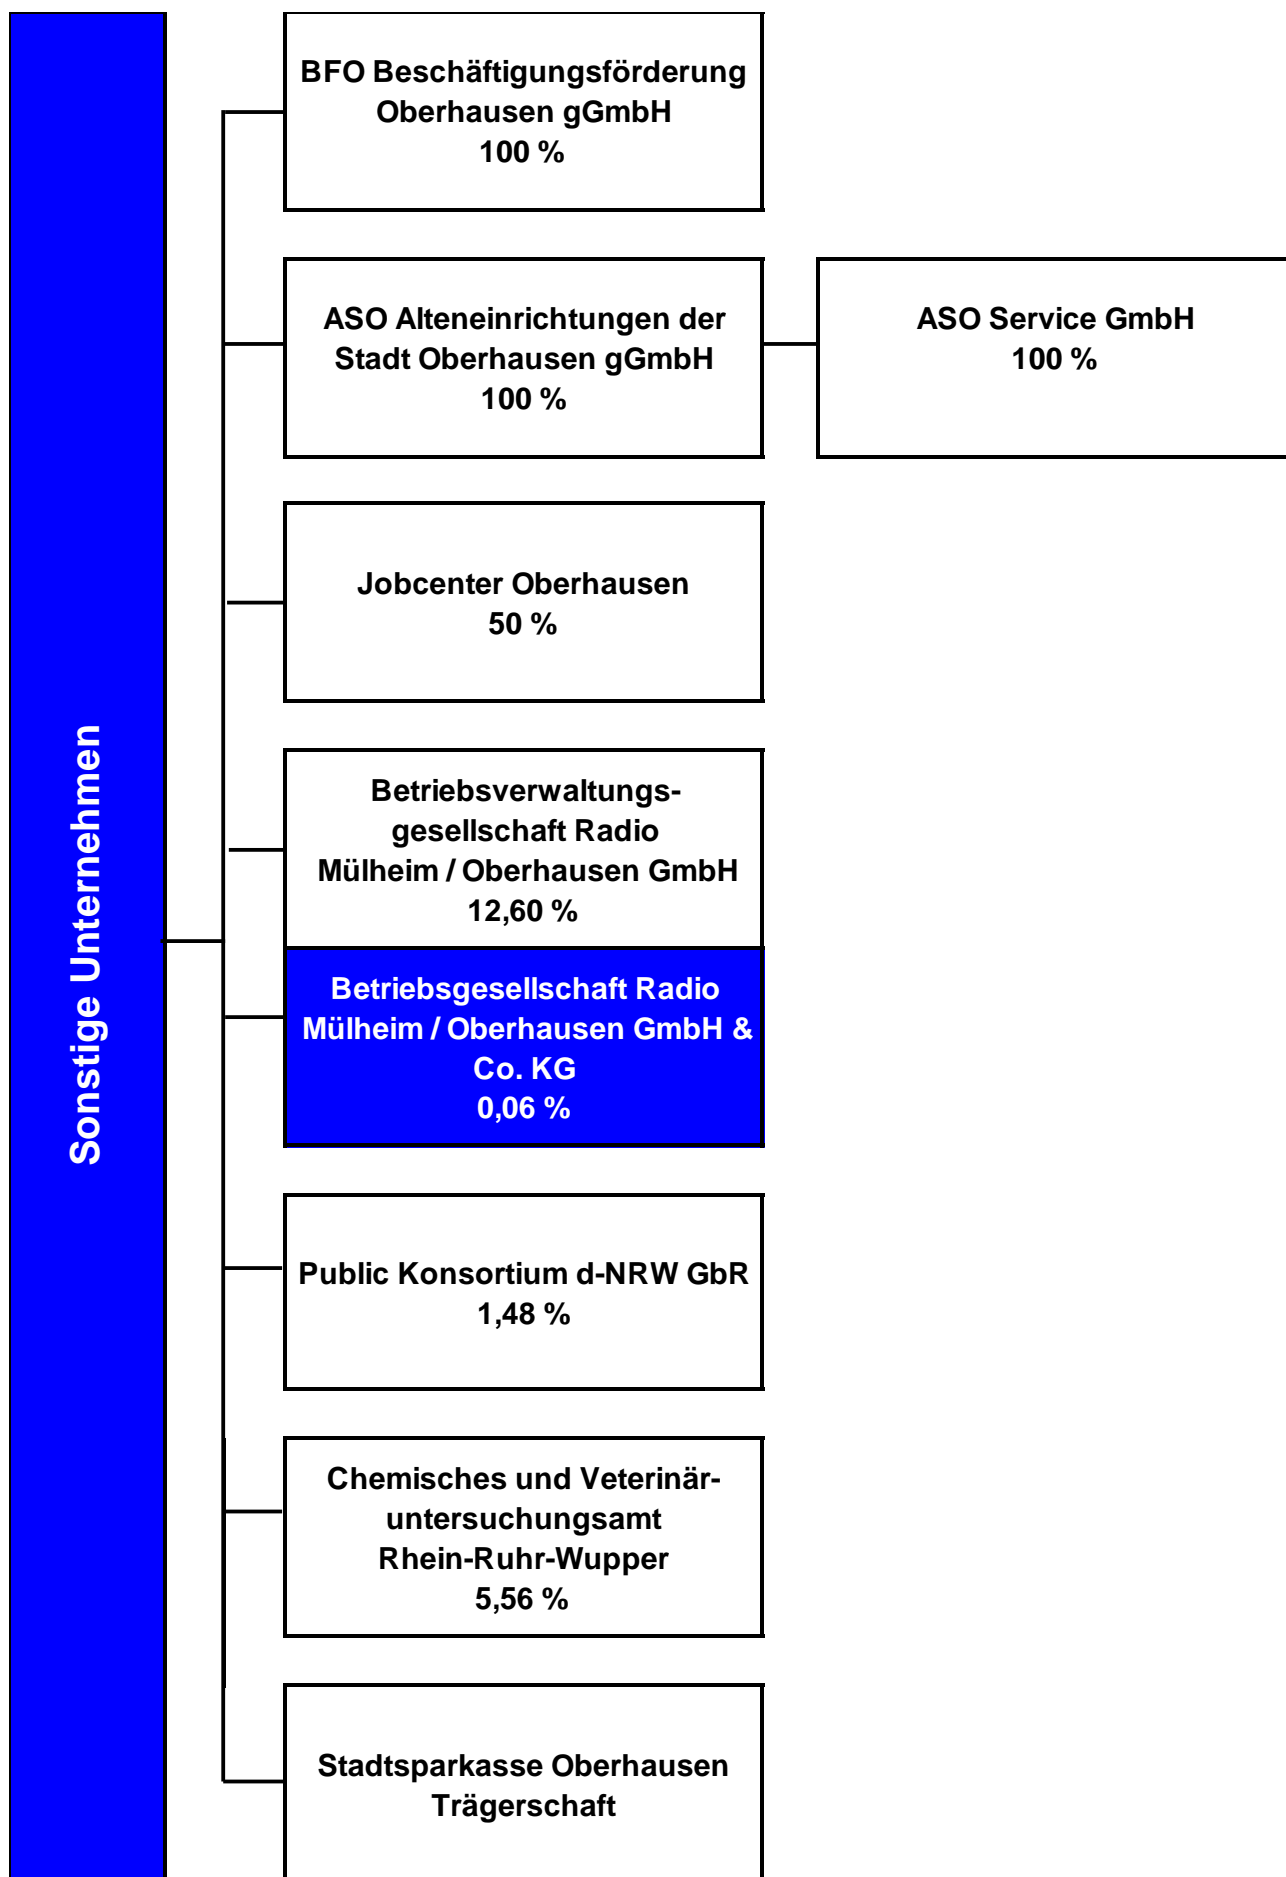 Sonstige Unternehmen
BFO Beschäftigungsförderung
Oberhausen gGmbH
100 %
ASO Alteneinrichtungen der
Stadt Oberhausen gGmbH
100 %
ASO Service GmbH
100 %
Jobcenter Oberhausen
50 %
Betriebsverwaltungs-
gesellschaft Radio
Mülheim / Oberhausen GmbH
12,60 %
Betriebsgesellschaft Radio
Mülheim / Oberhausen GmbH &
Co. KG
0,06 %
Public Konsortium d-NRW GbR
1,48 %
Chemisches und Veterinär-
untersuchungsamt
Rhein-Ruhr-Wupper
5,56 %
Stadtsparkasse Oberhausen
Trägerschaft